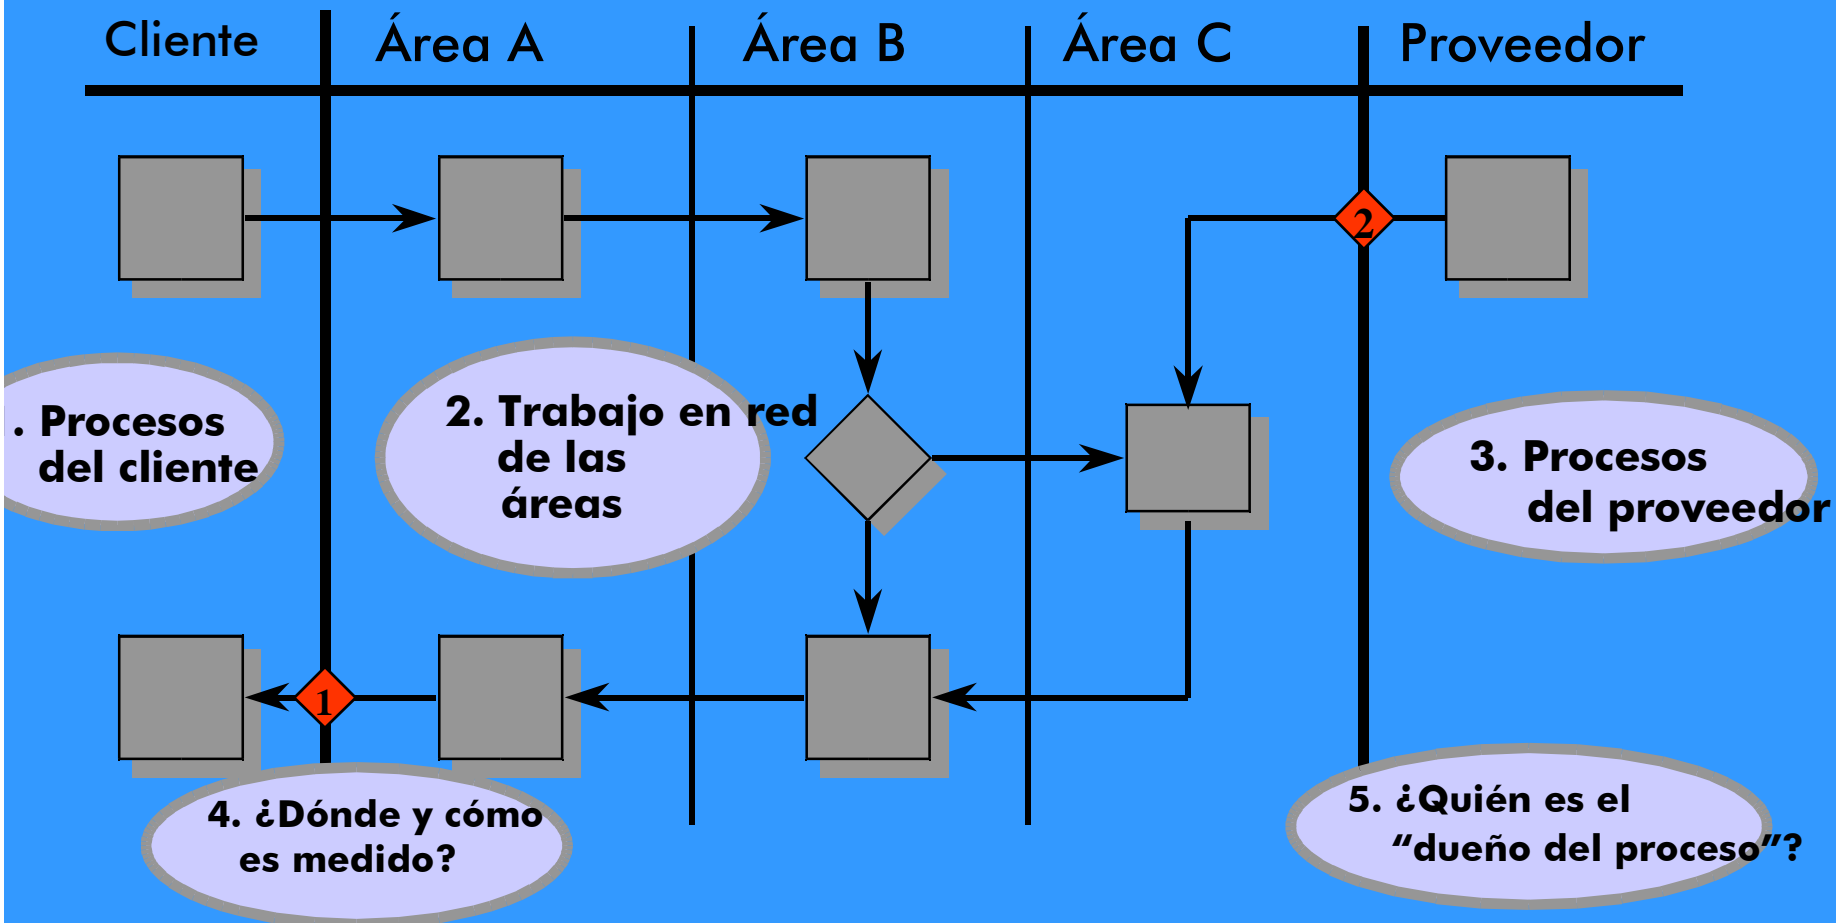 Cliente
Área A
Área B
Área C
Proveedor
2
1. Procesos
del cliente
2. Trabajo en red
de las
áreas
3. Procesos
del proveedor
1
4. ¿Dónde y cómo
es medido?
5. ¿Quién es el
“dueño del proceso”?